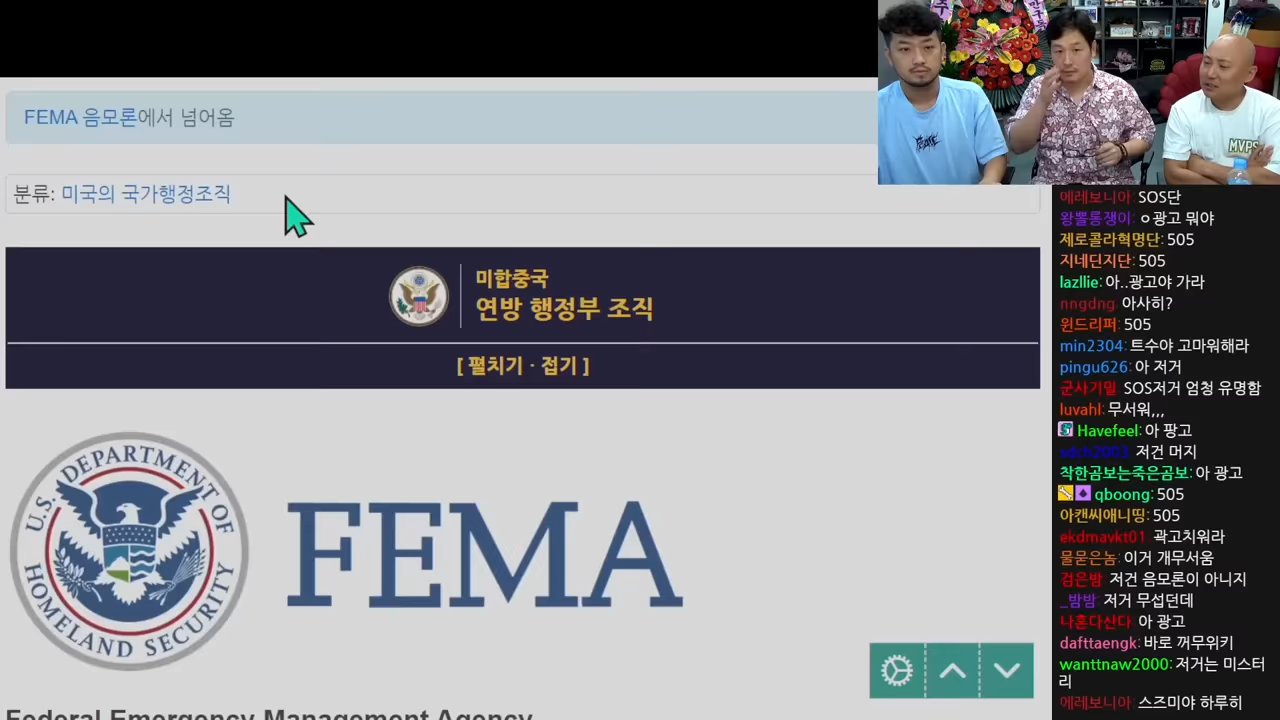 FEMA 음모론에서 넘어옴
분류: 미국의 국가행정조직
미합중국
연방 행정부 조직
[ 펼치기 · 접기 ]
U.S. DEPARTMENT OF HOMELAND SECURITY
FEMA
Federal Emergency Management Agency
MVPS
에레보니아: SOS단
왕뽈롱쟁이: ㅇ광고 뭐야
제로콜라혁명단: 505
지네딘지단: 505
lazllie: 아..광고야 가라
nngdng: 아사히?
윈드리퍼: 505
min2304: 트수야 고마워해라
pingu626: 아 저거
군사기밀: SOS저거 엄청 유명함
luvahl: 무서워,,,
Havefeel: 아 팡고
sdch2003: 저건 머지
착한곰보는죽은곰보: 아 광고
qboong: 505
아캔씨애니띵: 505
ekdmavkt01: 곽고치워라
물묻은놈: 이거 개무서움
검은밤: 저건 음모론이 아니지
_밤밤: 저거 무섭던데
나혼다산다: 아 광고
dafttaengk: 바로 꺼무위키
wanttnaw2000: 저거는 미스터
리
에레보니아: 스즈미야 하루히